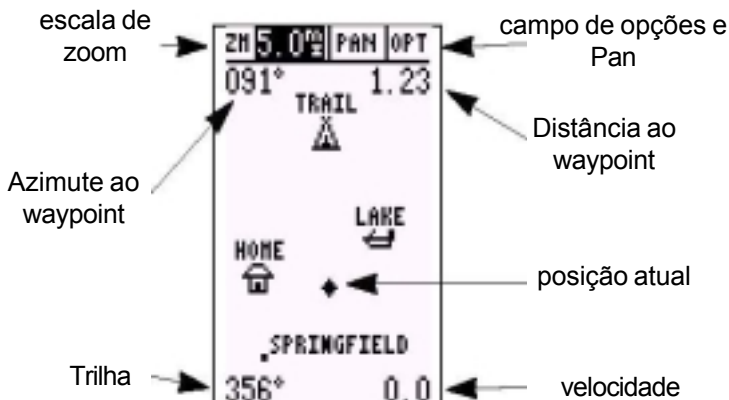 escala de
zoom
ZM 5.0 PAN OPT
campo de opções e
Pan
091° 1.23
TRAIL
Distância ao
waypoint
Azimute ao
waypoint
LAKE
HOME
posição atual
SPRINGFIELD
Trilha
356° 0.0
velocidade